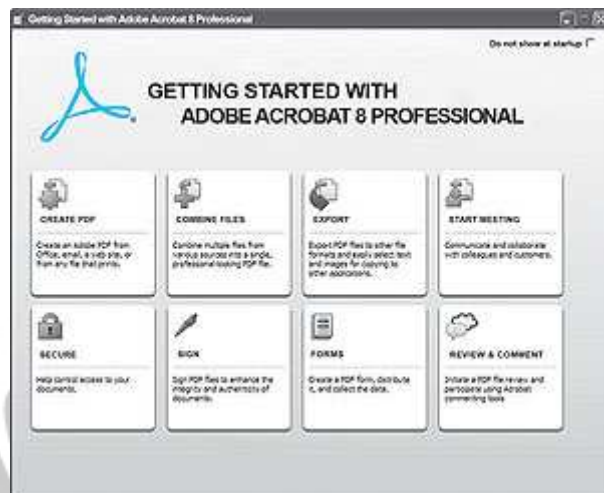 Getting Started with Adobe Acrobat 8 Professional
Do not show at startup
GETTING STARTED WITH
ADOBE ACROBAT 8 PROFESSIONAL
CREATE PDF
Create an Adobe PDF from
Office, email, a web site, or
from any file that prints.
COMBINE FILES
Combine multiple files from
various sources into a single,
professional-looking PDF file.
EXPORT
Export PDF files to other file
formats and easily select text
and images for copying to
other applications.
START MEETING
Communicate and collaborate
with colleagues and customers.
SECURE
Help control access to your
documents.
SIGN
Sign PDF files to enhance the
integrity and authenticity of
documents.
FORMS
Create a PDF form, distribute
it, and collect the data.
REVIEW & COMMENT
Initiate a PDF file review and
participate using Acrobat
commenting tools